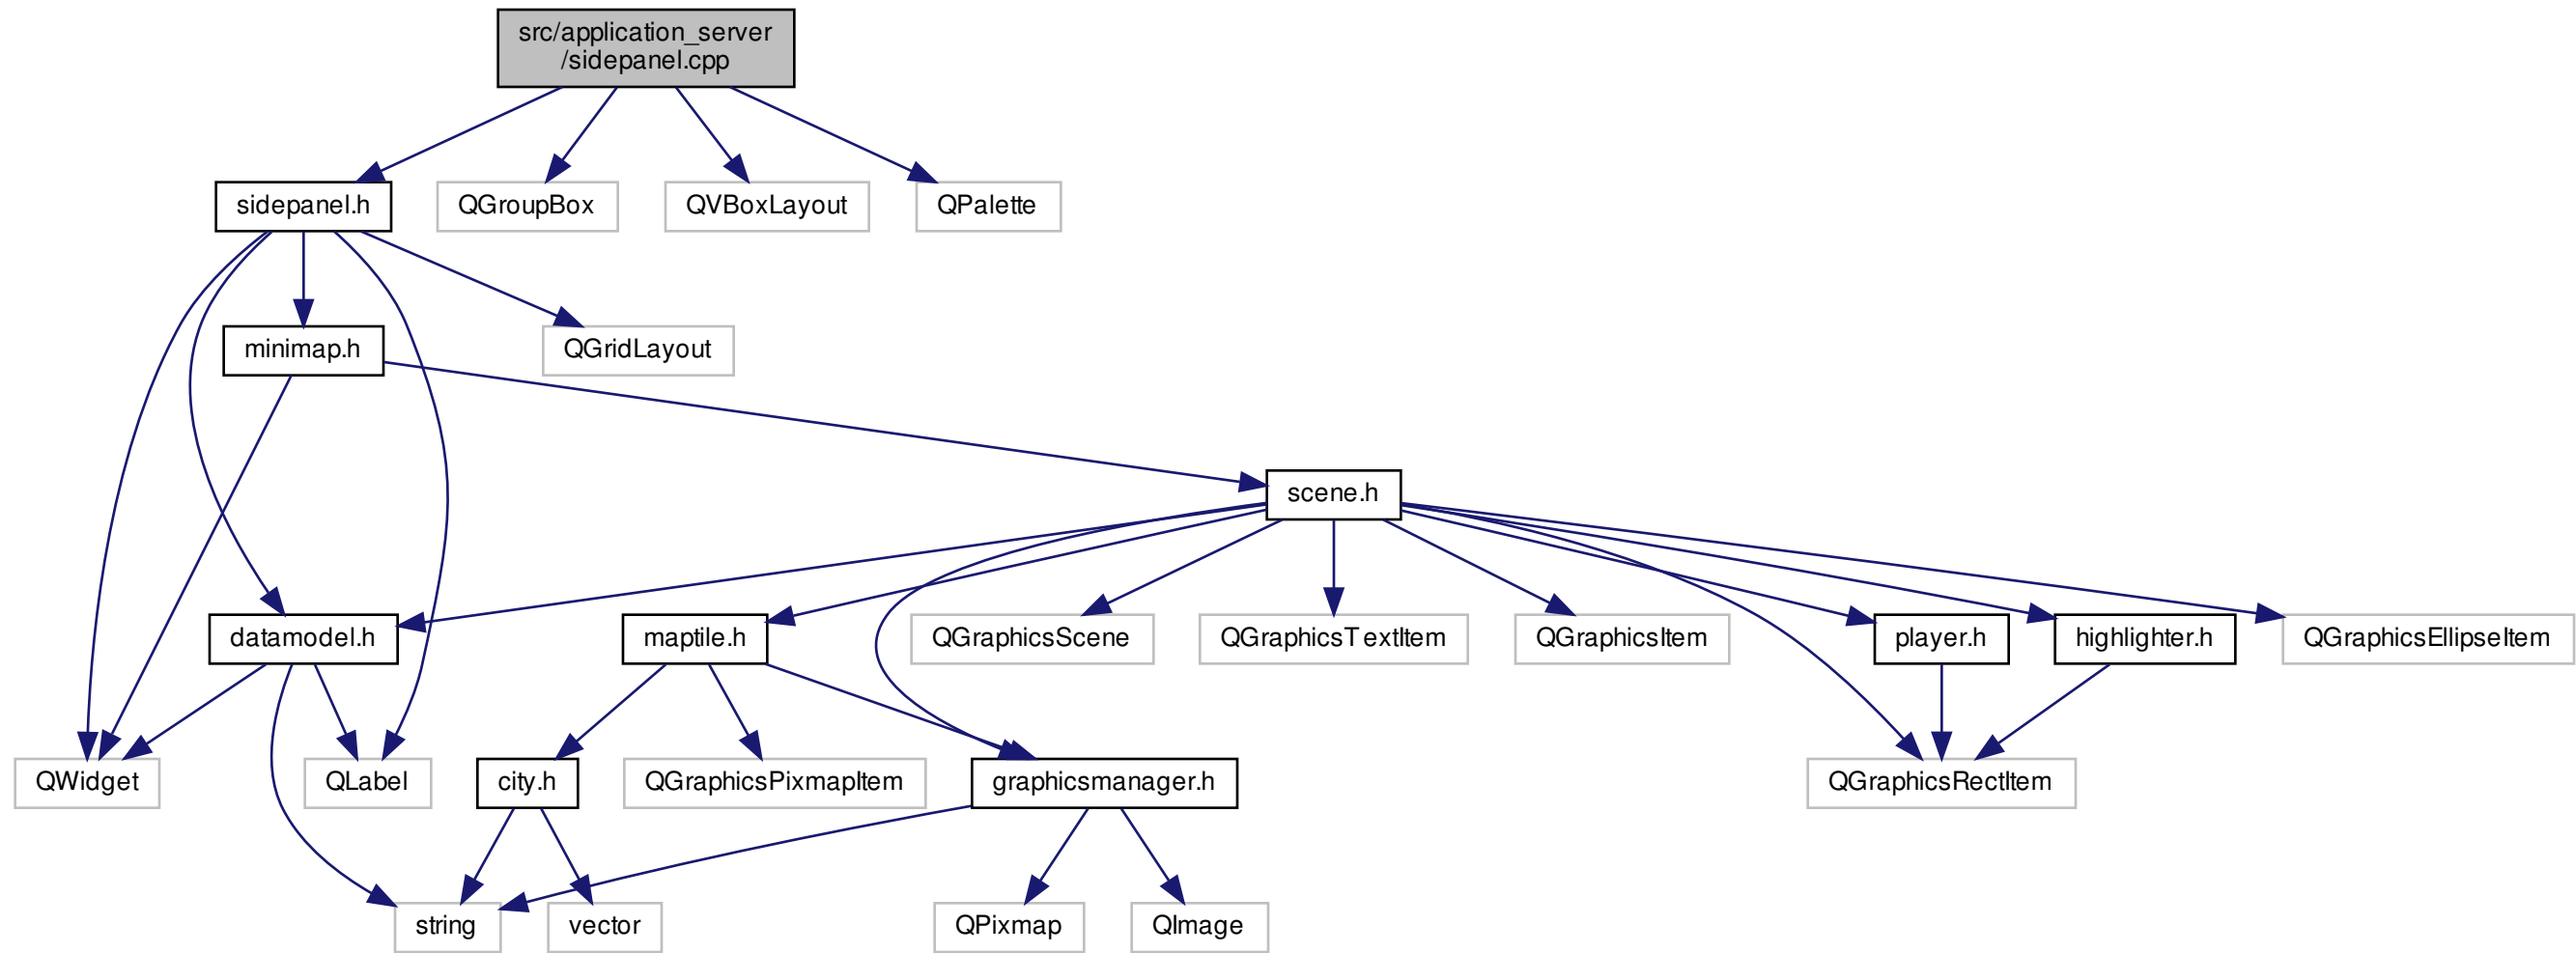 src/application_server
/sidepanel.cpp
sidepanel.h
QGroupBox
QVBoxLayout
QPalette
minimap.h
QGridLayout
scene.h
datamodel.h
maptile.h
QGraphicsScene
QGraphicsTextItem
QGraphicsItem
player.h
highlighter.h
QGraphicsEllipseItem
QWidget
QLabel
city.h
QGraphicsPixmapItem
graphicsmanager.h
QGraphicsRectItem
string
vector
QPixmap
QImage